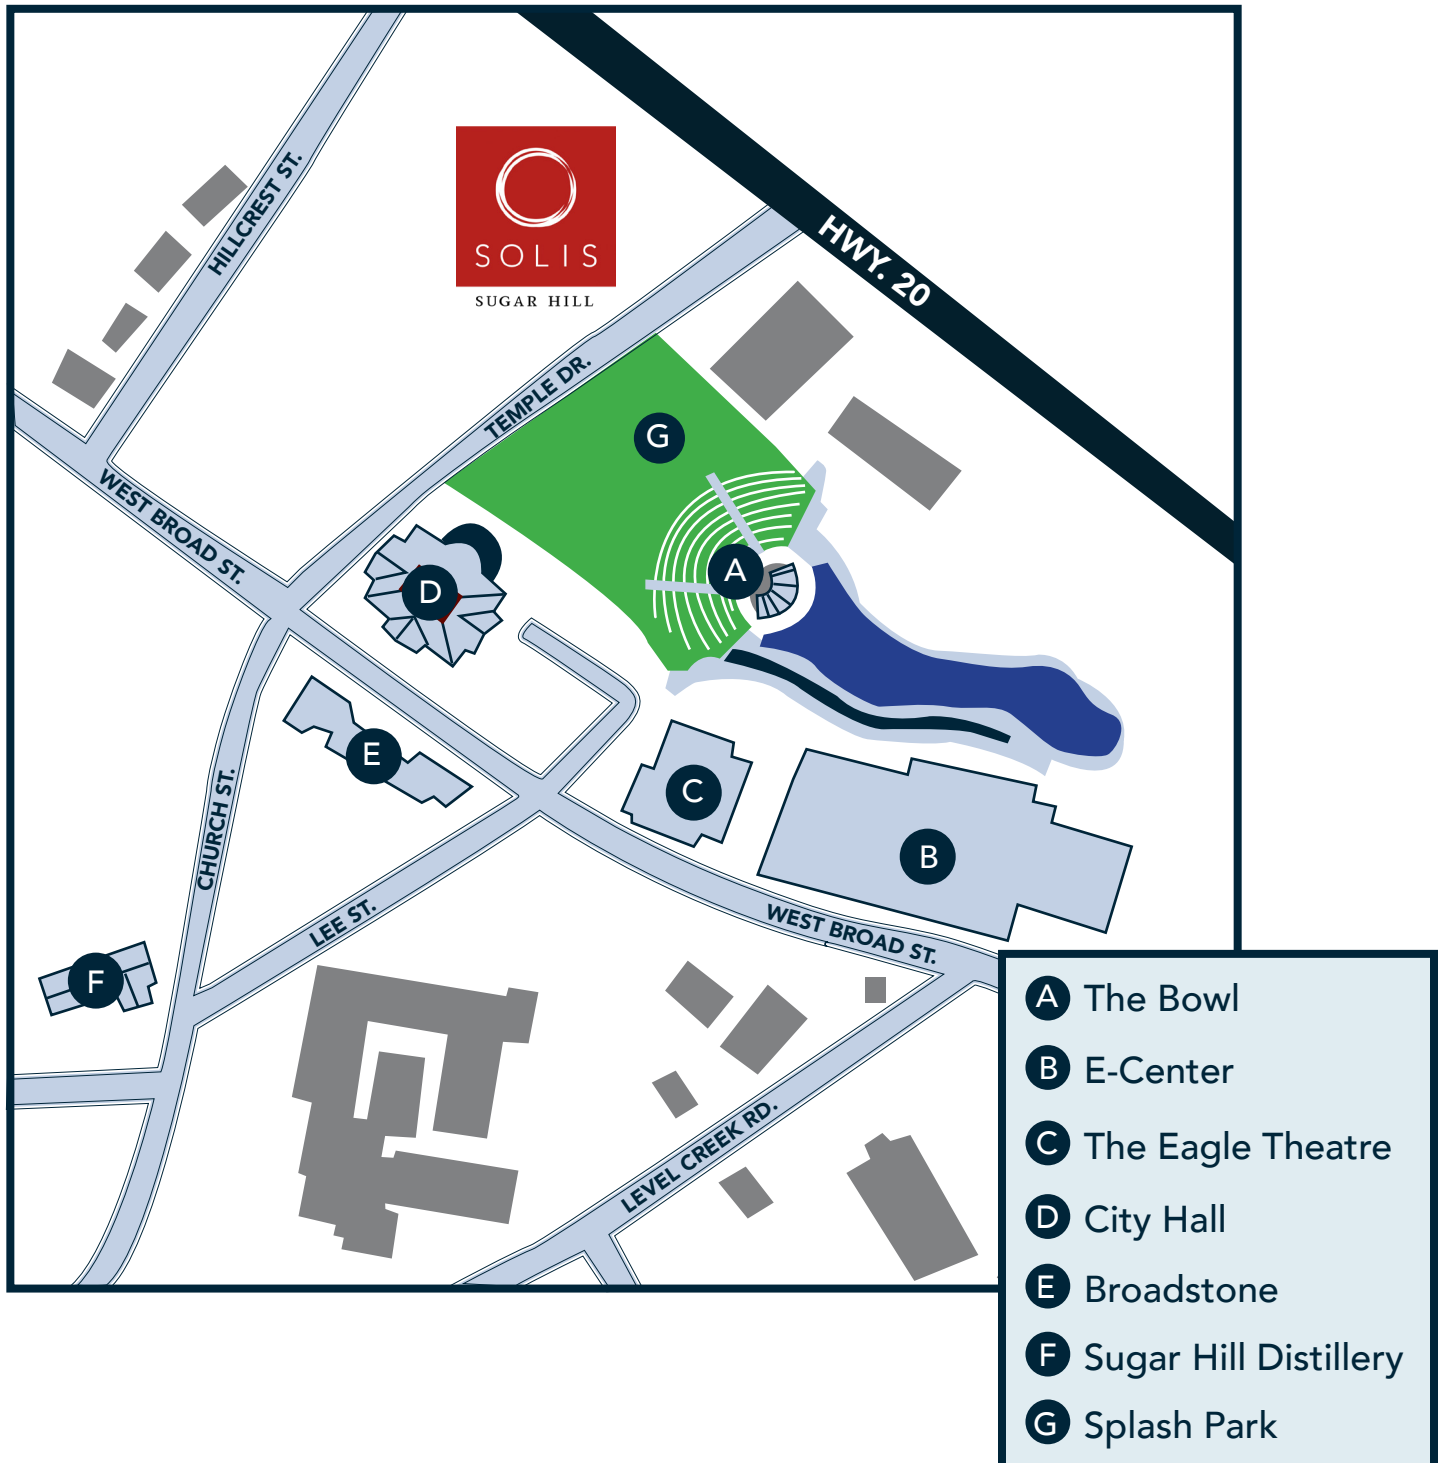 HILLCREST ST.
SOLIS
SUGAR HILL
HWY. 20
TEMPLE DR.
G
WEST BROAD ST.
A
D
E
C
CHURCH ST.
B
LEE ST.
WEST BROAD ST.
F
LEVEL CREEK RD.
A The Bowl
B E-Center
C The Eagle Theatre
D City Hall
E Broadstone
F Sugar Hill Distillery
G Splash Park